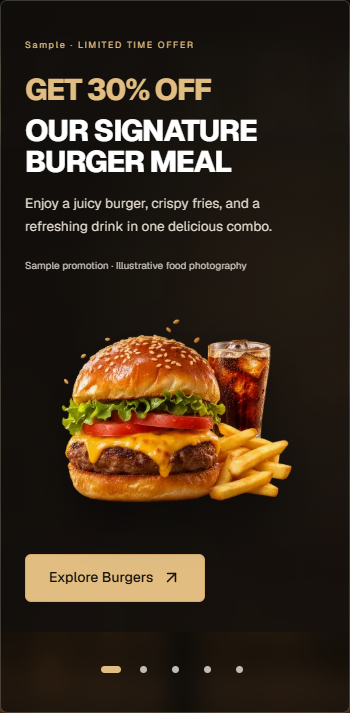 Sample · LIMITED TIME OFFER
GET 30% OFF
OUR SIGNATURE
BURGER MEAL
Enjoy a juicy burger, crispy fries, and a
refreshing drink in one delicious combo.
Sample promotion · Illustrative food photography
Explore Burgers